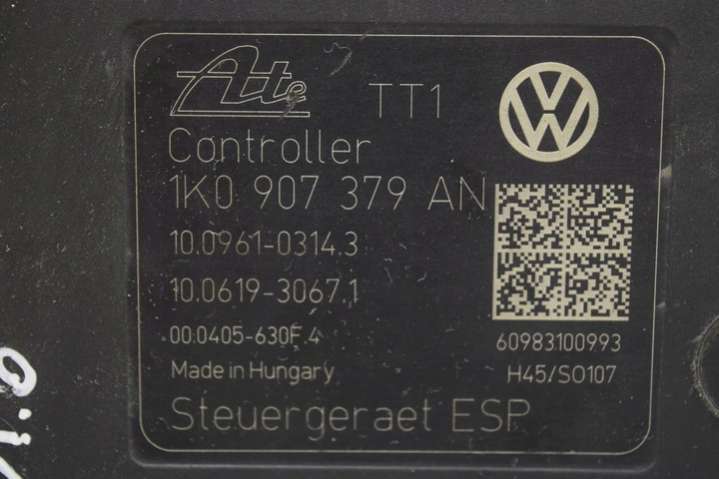 Ate TT1
Controller
1K0 907 379 AN
10.0961-0314.3
10.0619-3067.1
00.0405-630F.4
60983100993
Made in Hungary
H45/SO107
Steuergeraet ESP